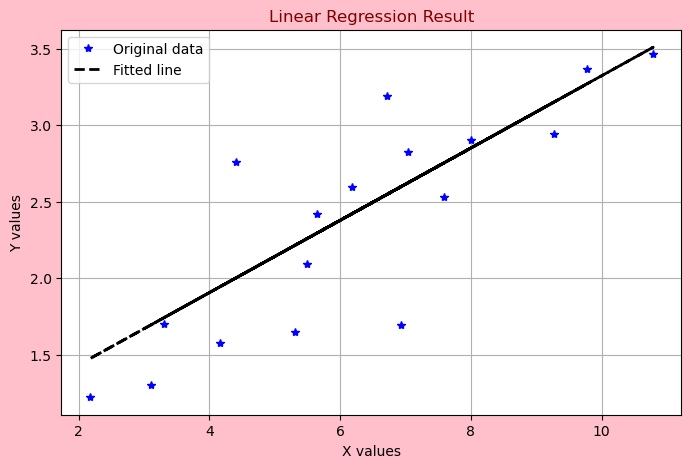 Linear Regression Result
Original data
Fitted line
3.5
3.0
2.5
2.0
1.5
Y values
2 4 6 8 10
X values